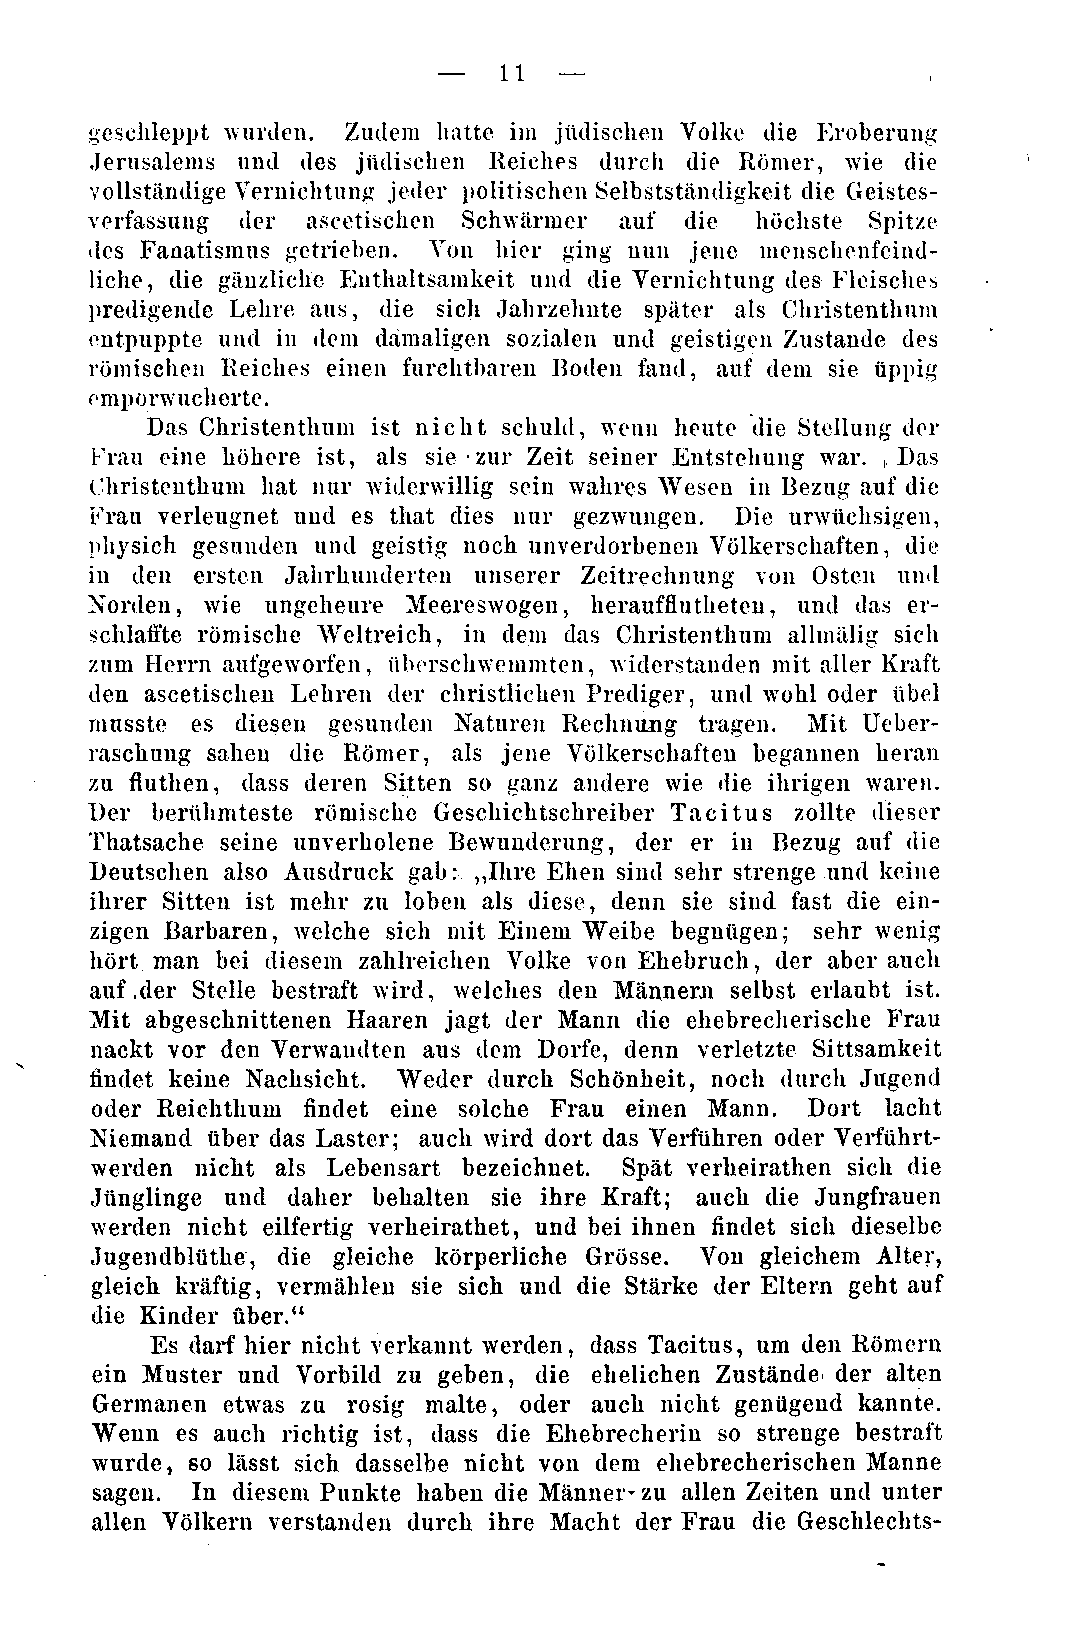 — 11 —
geschleppt wurden. Zudem hatte im jüdischen Volke die Eroberung
Jerusalems und des jüdischen Reiches durch die Römer, wie die
vollständige Vernichtung jeder politischen Selbstständigkeit die Geistes-
verfassung der ascetischen Schwärmer auf die höchste Spitze
des Fanatismus getrieben. Von hier ging nun jene menschenfeind-
liche, die gänzliche Enthaltsamkeit und die Vernichtung des Fleisches
predigende Lehre aus, die sich Jahrzehnte später als Christenthum
entpuppte und in dem damaligen sozialen und geistigen Zustande des
römischen Reiches einen furchtbaren Boden fand, auf dem sie üppig
emporwucherte.
Das Christenthum ist nicht schuld, wenn heute die Stellung der
Frau eine höhere ist, als sie zur Zeit seiner Entstehung war. Das
Christenthum hat nur widerwillig sein wahres Wesen in Bezug auf die
Frau verleugnet und es that dies nur gezwungen. Die urwüchsigen,
physich gesunden und geistig noch unverdorbenen Völkerschaften, die
in den ersten Jahrhunderten unserer Zeitrechnung von Osten und
Norden, wie ungeheure Meereswogen, heraufflutheten, und das er-
schlaffte römische Weltreich, in dem das Christenthum allmälig sich
zum Herrn aufgeworfen, überschwemmten, widerstanden mit aller Kraft
den ascetischen Lehren der christlichen Prediger, und wohl oder übel
musste es diesen gesunden Naturen Rechnung tragen. Mit Ueber-
raschung sahen die Römer, als jene Völkerschaften begannen heran
zu fluthen, dass deren Sitten so ganz andere wie die ihrigen waren.
Der berühmteste römische Geschichtschreiber Tacitus zollte dieser
Thatsache seine unverholene Bewunderung, der er in Bezug auf die
Deutschen also Ausdruck gab: „Ihre Ehen sind sehr strenge und keine
ihrer Sitten ist mehr zu loben als diese, denn sie sind fast die ein-
zigen Barbaren, welche sich mit Einem Weibe begnügen; sehr wenig
hört man bei diesem zahlreichen Volke von Ehebruch, der aber auch
auf der Stelle bestraft wird, welches den Männern selbst erlaubt ist.
Mit abgeschnittenen Haaren jagt der Mann die ehebrecherische Frau
nackt vor den Verwandten aus dem Dorfe, denn verletzte Sittsamkeit
findet keine Nachsicht. Weder durch Schönheit, noch durch Jugend
oder Reichthum findet eine solche Frau einen Mann. Dort lacht
Niemand über das Laster; auch wird dort das Verführen oder Verführt-
werden nicht als Lebensart bezeichnet. Spät verheirathen sich die
Jünglinge und daher behalten sie ihre Kraft; auch die Jungfrauen
werden nicht eilfertig verheirathet, und bei ihnen findet sich dieselbe
Jugendblüthe, die gleiche körperliche Grösse. Von gleichem Alter,
gleich kräftig, vermählen sie sich und die Stärke der Eltern geht auf
die Kinder über.“
Es darf hier nicht verkannt werden, dass Tacitus, um den Römern
ein Muster und Vorbild zu geben, die ehelichen Zustände der alten
Germanen etwas zu rosig malte, oder auch nicht genügend kannte.
Wenn es auch richtig ist, dass die Ehebrecherin so strenge bestraft
wurde, so lässt sich dasselbe nicht von dem ehebrecherischen Manne
sagen. In diesem Punkte haben die Männer zu allen Zeiten und unter
allen Völkern verstanden durch ihre Macht der Frau die Geschlechts-